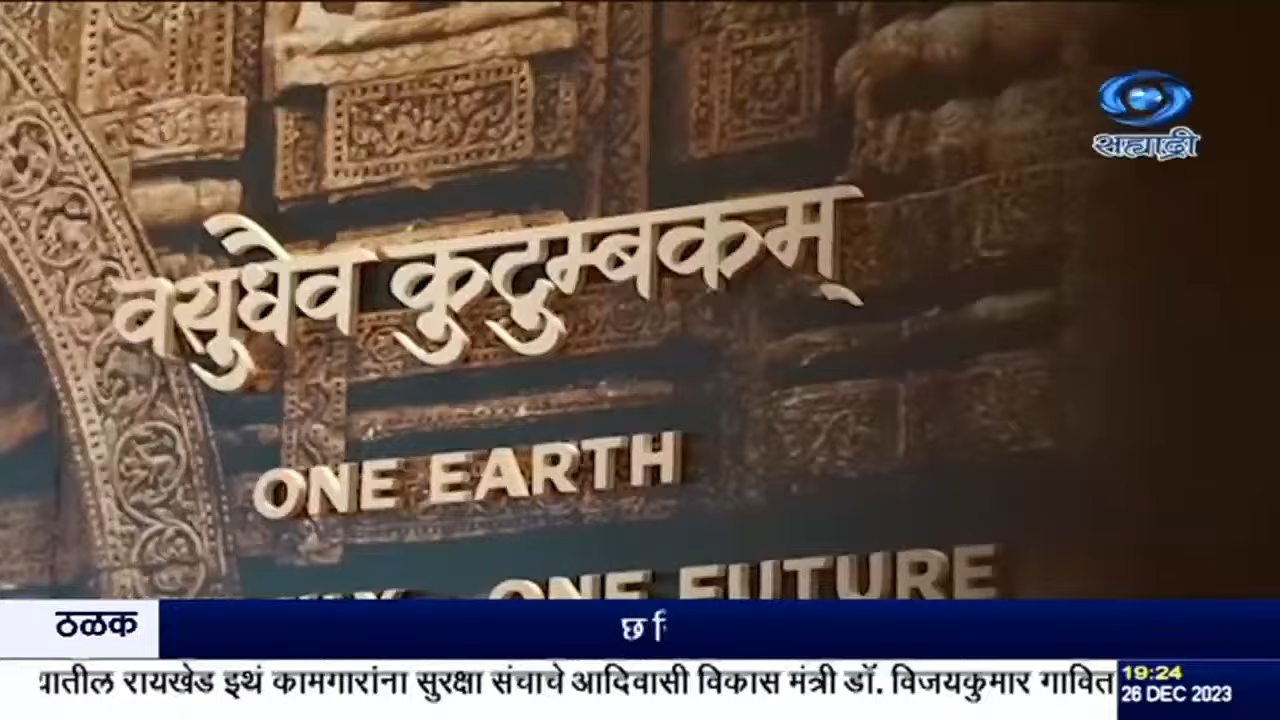 सह्याद्री
वसुधैव कुटुम्बकम्
ONE EARTH
ONE FUTURE
ठळक
छ
रायखेड इथं कामगारांना सुरक्षा संचाचे आदिवासी विकास मंत्री डॉ. विजयकुमार गावित
19:24
26 DEC 2023